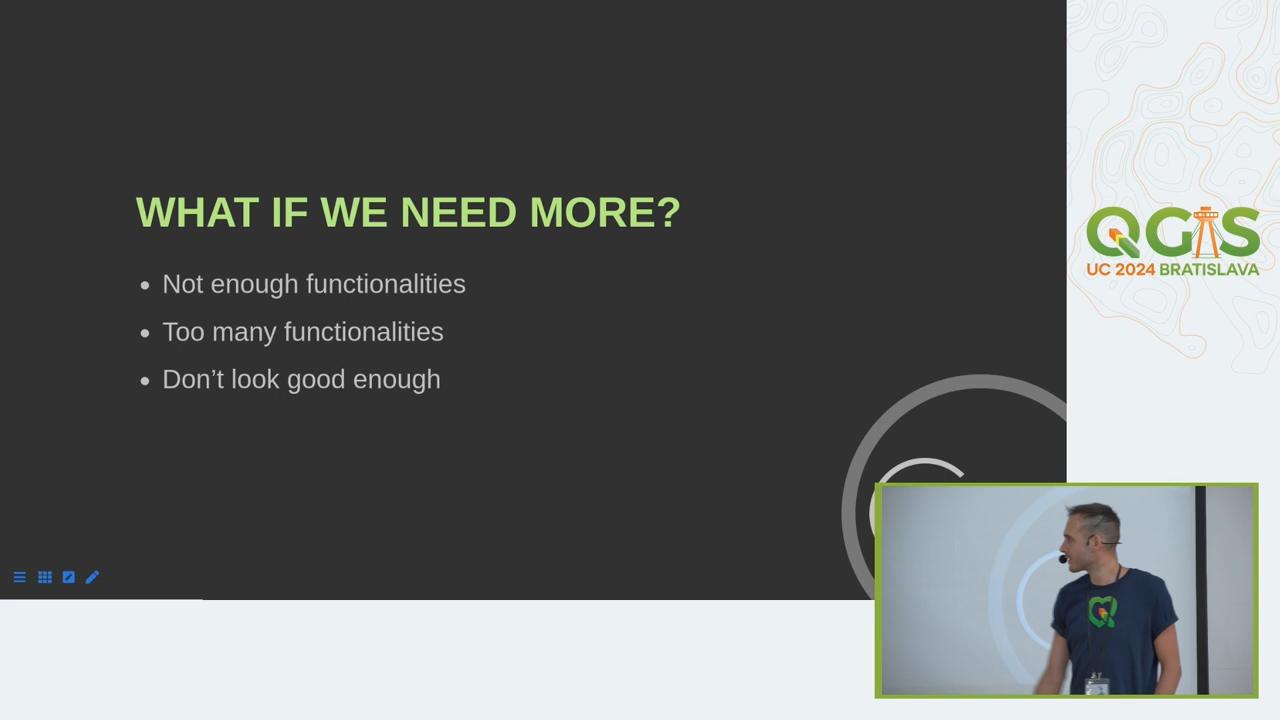 WHAT IF WE NEED MORE?
Not enough functionalities
Too many functionalities
Don’t look good enough
QGIS
UC 2024 BRATISLAVA